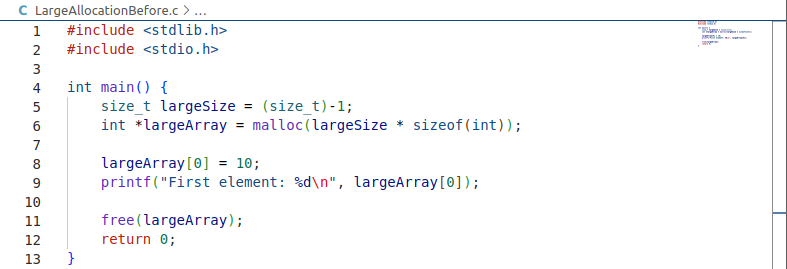 C LargeAllocationBefore.c > ...
1 #include <stdlib.h>
2 #include <stdio.h>
3
4 int main() {
5     size_t largeSize = (size_t)-1;
6     int *largeArray = malloc(largeSize * sizeof(int));
7
8     largeArray[0] = 10;
9     printf("First element: %d\n", largeArray[0]);
10
11     free(largeArray);
12     return 0;
13 }